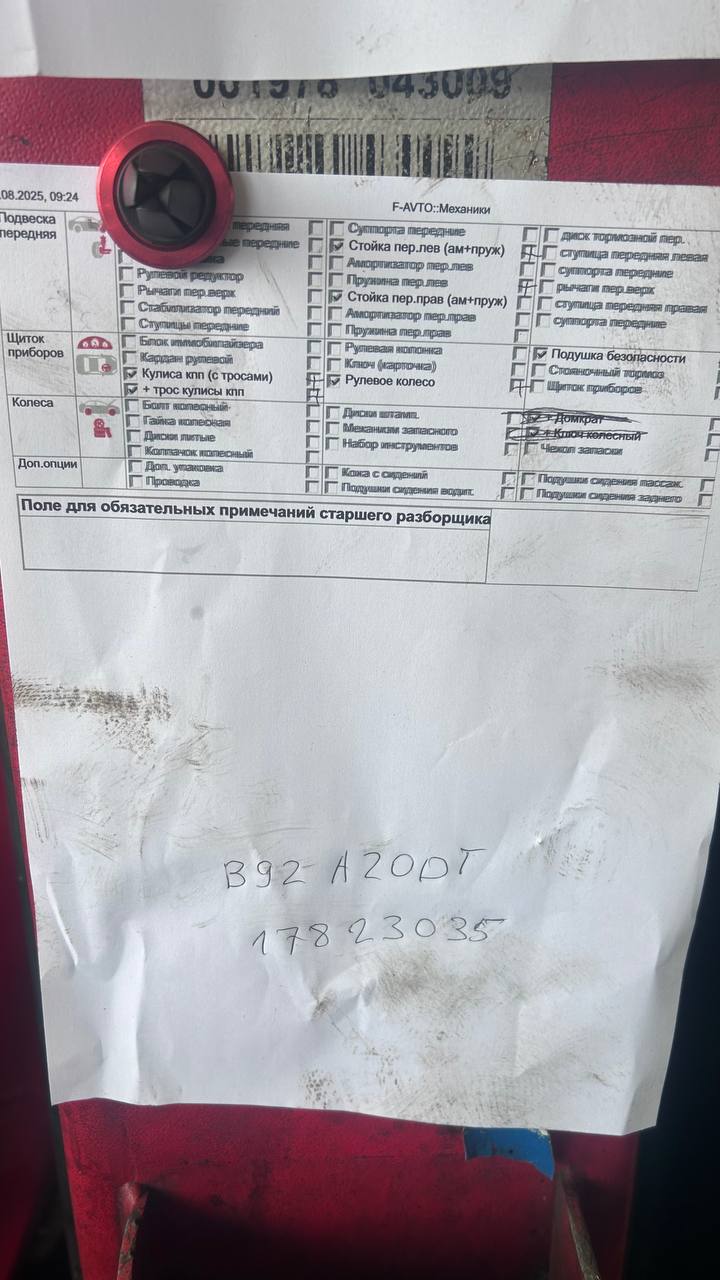 .08.2025, 09:24
F-AVTO::Механики
Подвеска передняя
передняя
передние
Рулевой редуктор
Рычаги пер.верх
Стабилизатор передний
Ступицы передние
Суппорта передние
Стойка пер.лев (ам+пруж)
Амортизатор пер.лев
Пружина пер.лев
Стойка пер.прав (ам+пруж)
Амортизатор пер.прав
Пружина пер.прав
диск тормозной пер.
ступица передняя левая
суппорта передние
рычаги пер.верх
ступица передняя правая
суппорта передние
Щиток приборов
Блок иммобилайзера
Кардан рулевой
Кулиса кпп (с тросами)
+ трос кулисы кпп
Рулевая колонка
Ключ (карточка)
Рулевое колесо
Подушка безопасности
Стояночный тормоз
Щиток приборов
Колеса
Болт колесный
Гайка колесная
Диски литые
Колпачок колесный
Диски штамп.
Механизм запасного
Набор инструментов
+ Домкрат
+ Ключ колесный
Чехол запаски
Доп.опции
Доп. упаковка
Проводка
Кожа с сидений
Подушки сидения водит.
Подушки сидения пассаж.
Подушки сидения заднего
Поле для обязательных примечаний старшего разборщика
B92 A20DT
17823035